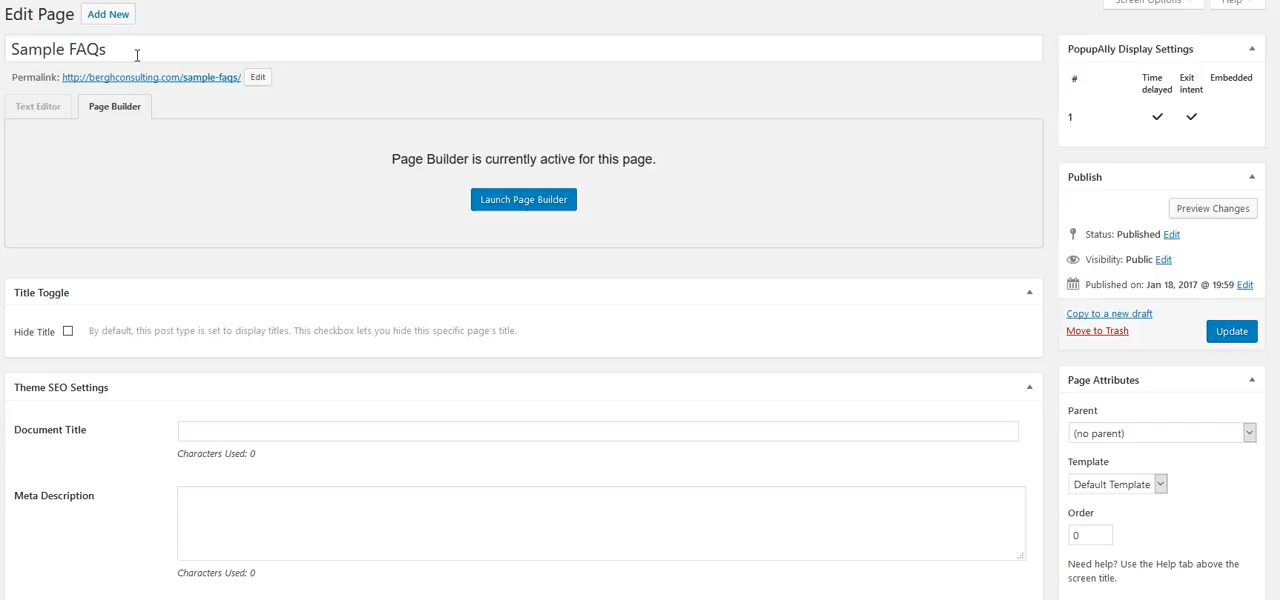 Screen Options Help
Edit Page Add New
Sample FAQs
Permalink: http://berghconsulting.com/sample-faqs/ Edit
Text Editor Page Builder
Page Builder is currently active for this page.
Launch Page Builder
Title Toggle
Hide Title By default, this post type is set to display titles. This checkbox lets you hide this specific page's title.
Theme SEO Settings
Document Title
Characters Used: 0
Meta Description
Characters Used: 0
PopupAlly Display Settings
# Time delayed Exit intent Embedded
1
Publish
Preview Changes
Status: Published Edit
Visibility: Public Edit
Published on: Jan 18, 2017 @ 19:59 Edit
Copy to a new draft
Move to Trash Update
Page Attributes
Parent
(no parent)
Template
Default Template
Order
0
Need help? Use the Help tab above the
screen title.